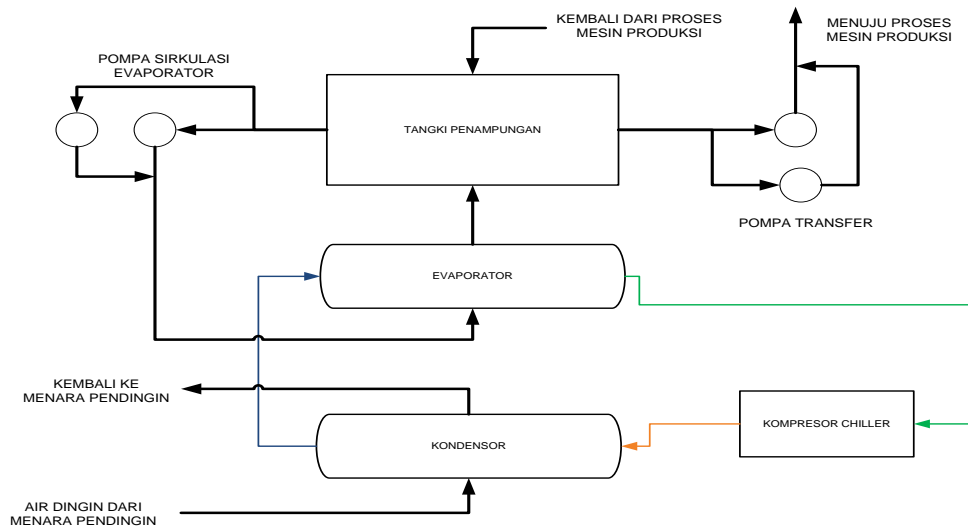 KEMBALI DARI PROSES
MESIN PRODUKSI
MENUJU PROSES
MESIN PRODUKSI
POMPA SIRKULASI
EVAPORATOR
TANGKI PENAMPUNGAN
POMPA TRANSFER
EVAPORATOR
KEMBALI KE
MENARA PENDINGIN
KONDENSOR
KOMPRESOR CHILLER
AIR DINGIN DARI
MENARA PENDINGIN